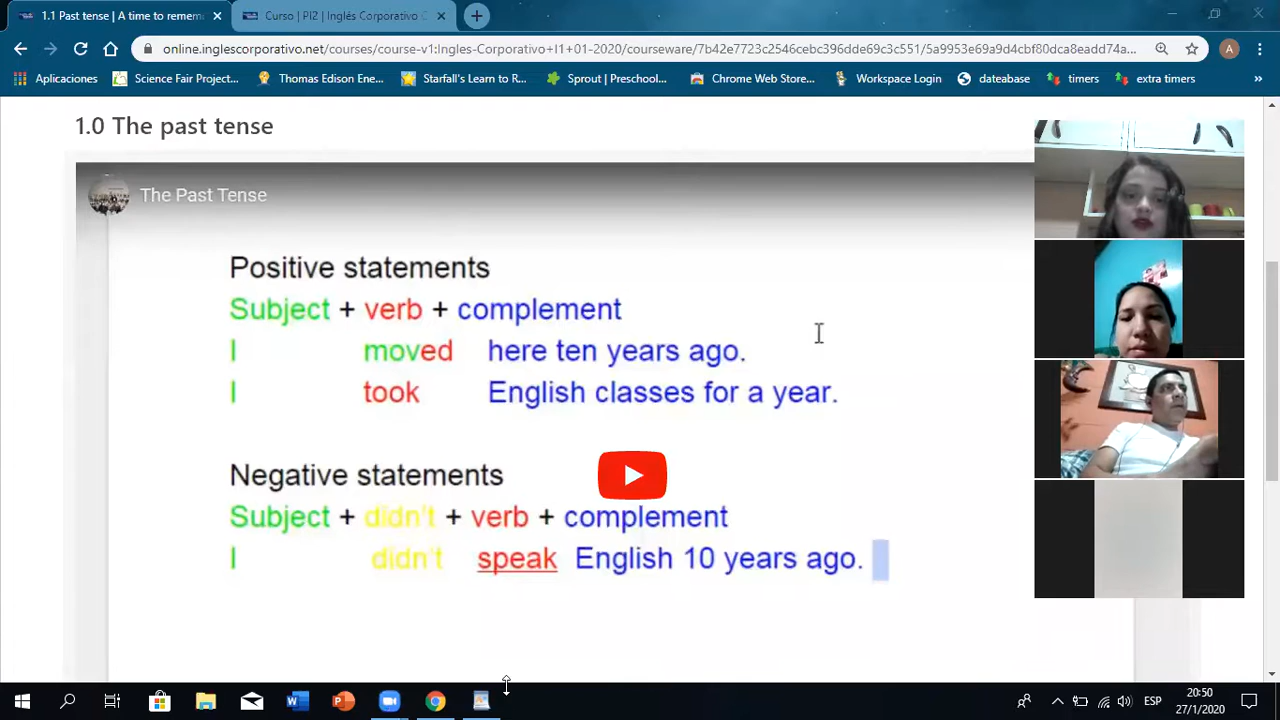 1.1 Past tense | A time to remem
Curso | PI2 | Inglés Corporativo
online.inglescorporativo.net/courses/course-v1:Ingles-Corporativo+I1+01-2020/courseware/7b42e7723c2546cebc396dde69c3c551/5a9953e69a9d4cbf80dca8eadd74a...
A
Aplicaciones Science Fair Project... Thomas Edison Ene... Starfall's Learn to R... Sprout | Preschool... Chrome Web Store... Workspace Login dateabase timers extra timers »
1.0 The past tense
The Past Tense
Positive statements
Subject + verb + complement
I moved here ten years ago.
I took English classes for a year.
Negative statements
Subject + didn't + verb + complement
I didn't speak English 10 years ago.
ESP
20:50
27/1/2020